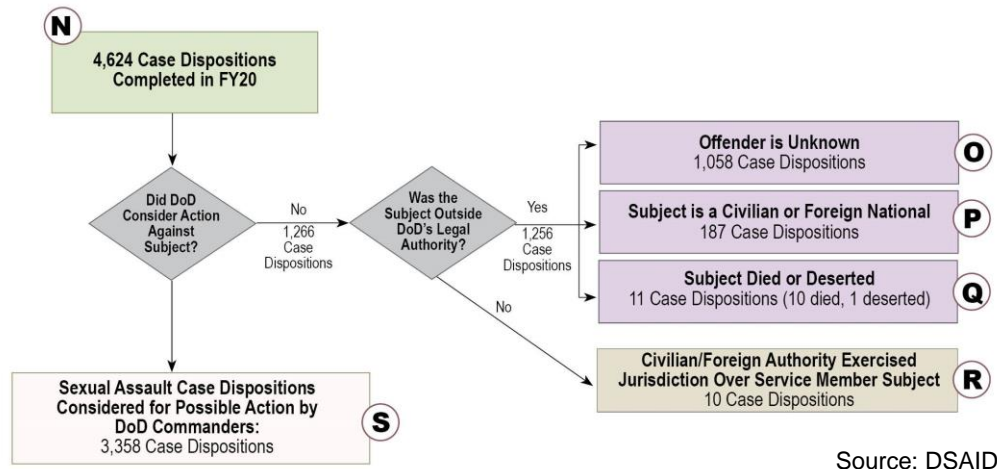 N
4,624 Case Dispositions
Completed in FY20
Did DoD
Consider Action
Against
Subject?
No
1,266
Case
Dispositions
Was the
Subject Outside
DoD's Legal
Authority?
Yes
1,256
Case
Dispositions
No
Offender is Unknown
1,058 Case Dispositions
O
Subject is a Civilian or Foreign National
187 Case Dispositions
P
Subject Died or Deserted
11 Case Dispositions (10 died, 1 deserted)
Q
Civilian/Foreign Authority Exercised
Jurisdiction Over Service Member Subject
10 Case Dispositions
R
Sexual Assault Case Dispositions
Considered for Possible Action by
DoD Commanders:
3,358 Case Dispositions
S
Source: DSAID